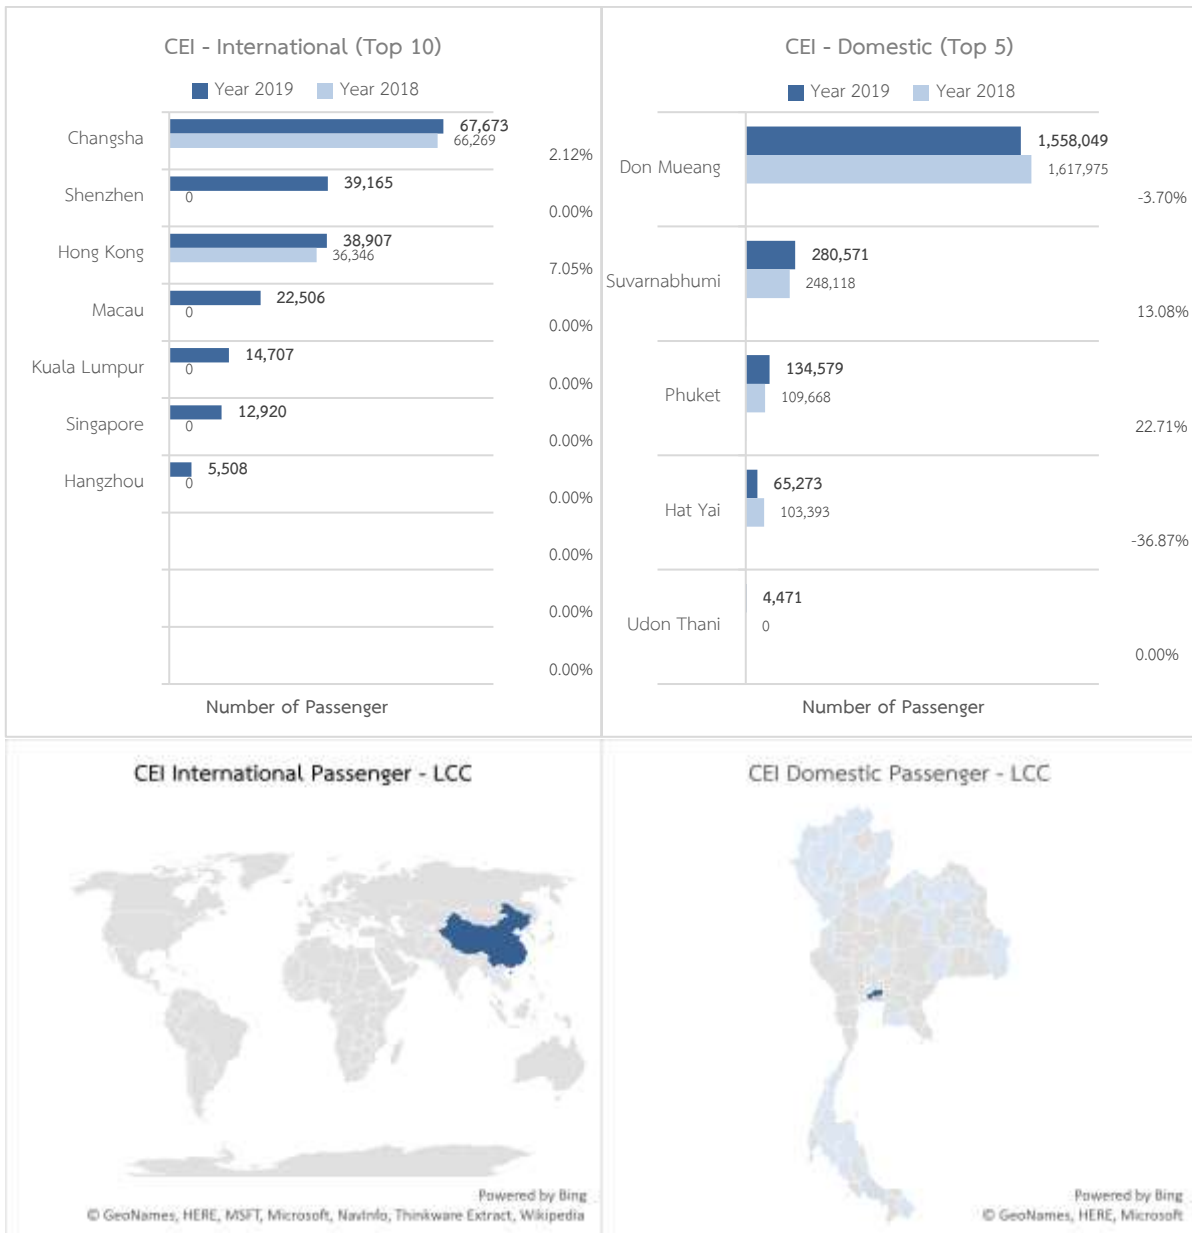 CEI - International (Top 10)
Year 2019 Year 2018
Changsha 67,673
66,269
2.12%
Shenzhen 39,165
0
0.00%
Hong Kong 38,907
36,346
7.05%
Macau 22,506
0
0.00%
Kuala Lumpur 14,707
0
0.00%
Singapore 12,920
0
0.00%
Hangzhou 5,508
0
0.00%
0.00%
0.00%
0.00%
Number of Passenger
CEI - Domestic (Top 5)
Year 2019 Year 2018
Don Mueang 1,558,049
1,617,975
-3.70%
Suvarnabhumi 280,571
248,118
13.08%
Phuket 134,579
109,668
22.71%
Hat Yai 65,273
103,393
-36.87%
Udon Thani 4,471
0
0.00%
Number of Passenger
CEI International Passenger - LCC
Powered by Bing
© GeoNames, HERE, MSFT, Microsoft, NavInfo, Thinkware Extract, Wikipedia
CEI Domestic Passenger - LCC
Powered by Bing
© GeoNames, HERE, Microsoft